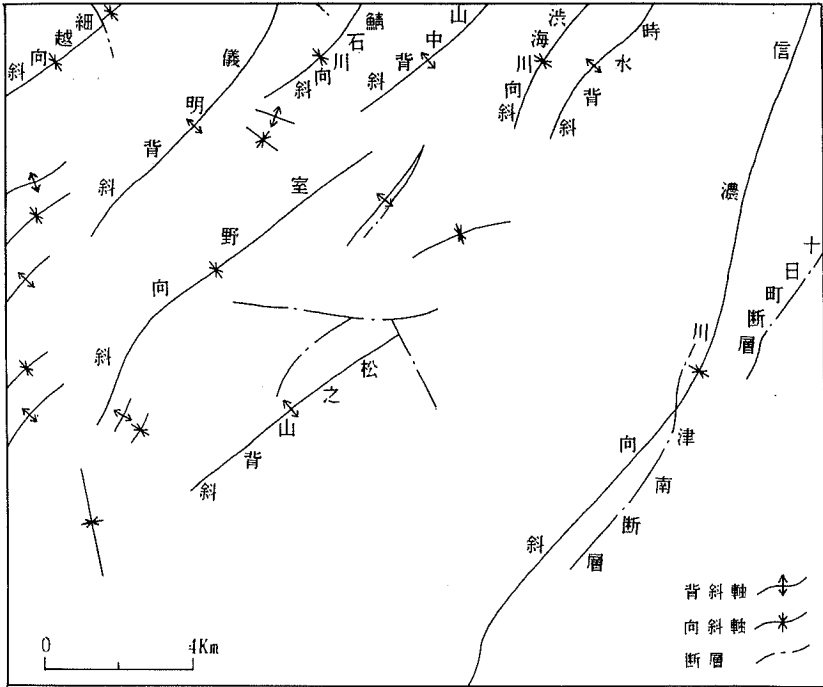 細越向斜
儀明背斜
鯖石川向斜
山中背斜
渋海川向斜
時水背斜
信濃川向斜
十日町断層
室野向斜
松之山背斜
津南断層
背斜軸
向斜軸
断層
0 4Km